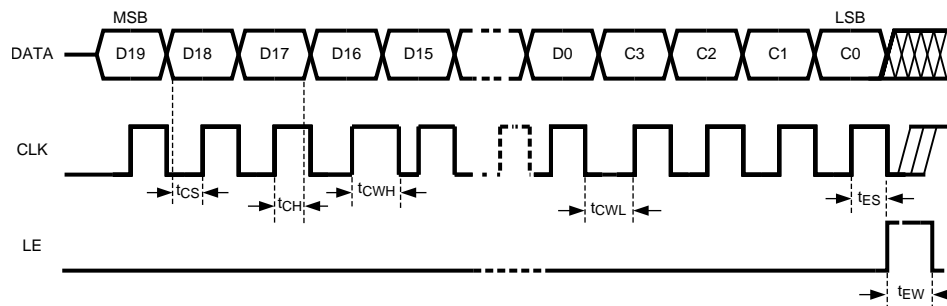 MSB LSB
DATA D19 D18 D17 D16 D15 D0 C3 C2 C1 C0
CLK
tCS tCH tCWH tCWL tES
LE
tEW